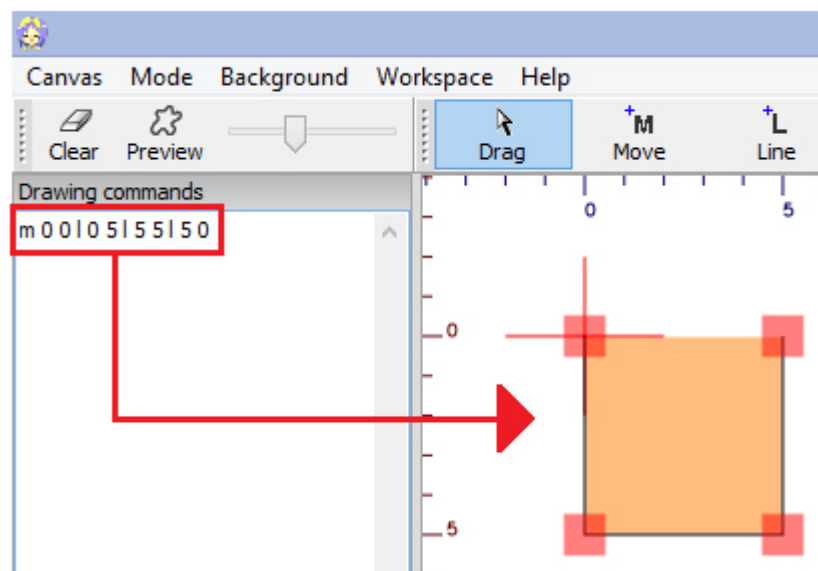 Canvas Mode Background Workspace Help
Clear Preview Drag Move Line
+M +L
Drawing commands
m 0 0 l 0 5 l 5 5 l 5 0
0 5
0
5